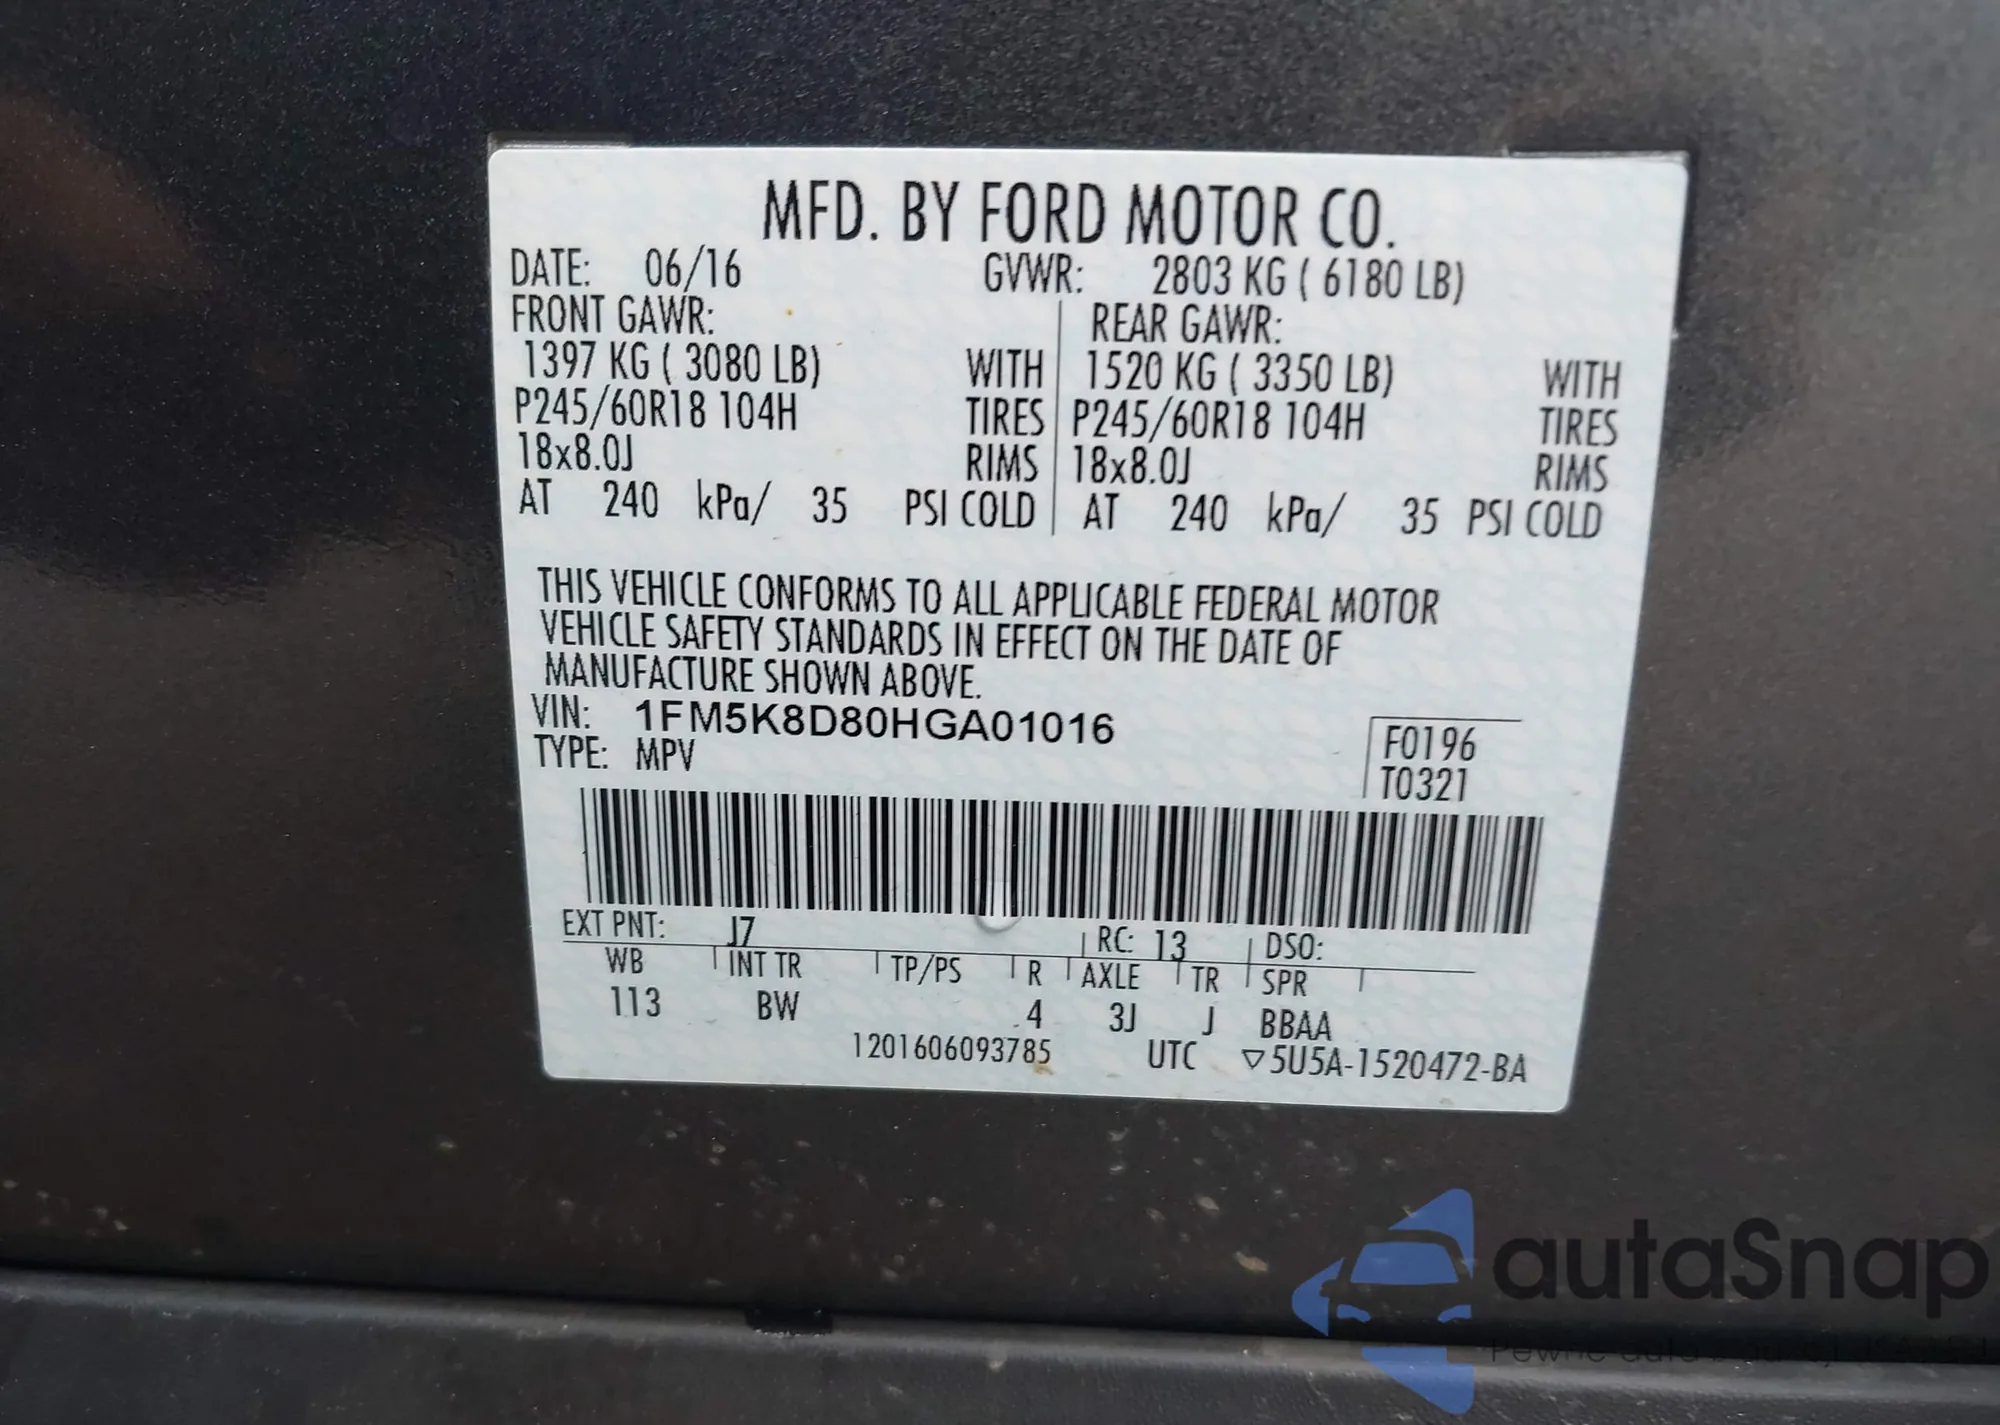 MFD. BY FORD MOTOR CO.
DATE: 06/16 GVWR: 2803 KG ( 6180 LB)
FRONT GAWR: REAR GAWR:
1397 KG ( 3080 LB) WITH 1520 KG ( 3350 LB) WITH
P245/60R18 104H TIRES P245/60R18 104H TIRES
18x8.0J RIMS 18x8.0J RIMS
AT 240 kPa/ 35 PSI COLD AT 240 kPa/ 35 PSI COLD
THIS VEHICLE CONFORMS TO ALL APPLICABLE FEDERAL MOTOR
VEHICLE SAFETY STANDARDS IN EFFECT ON THE DATE OF
MANUFACTURE SHOWN ABOVE.
VIN: 1FM5K8D80HGA01016 F0196
TYPE: MPV T0321
EXT PNT: J7 RC: 13 DSO:
WB INT TR TP/PS R AXLE TR SPR
113 BW 4 3J J BBAA
1201606093785 UTC ▽5U5A-1520472-BA
autaSnap